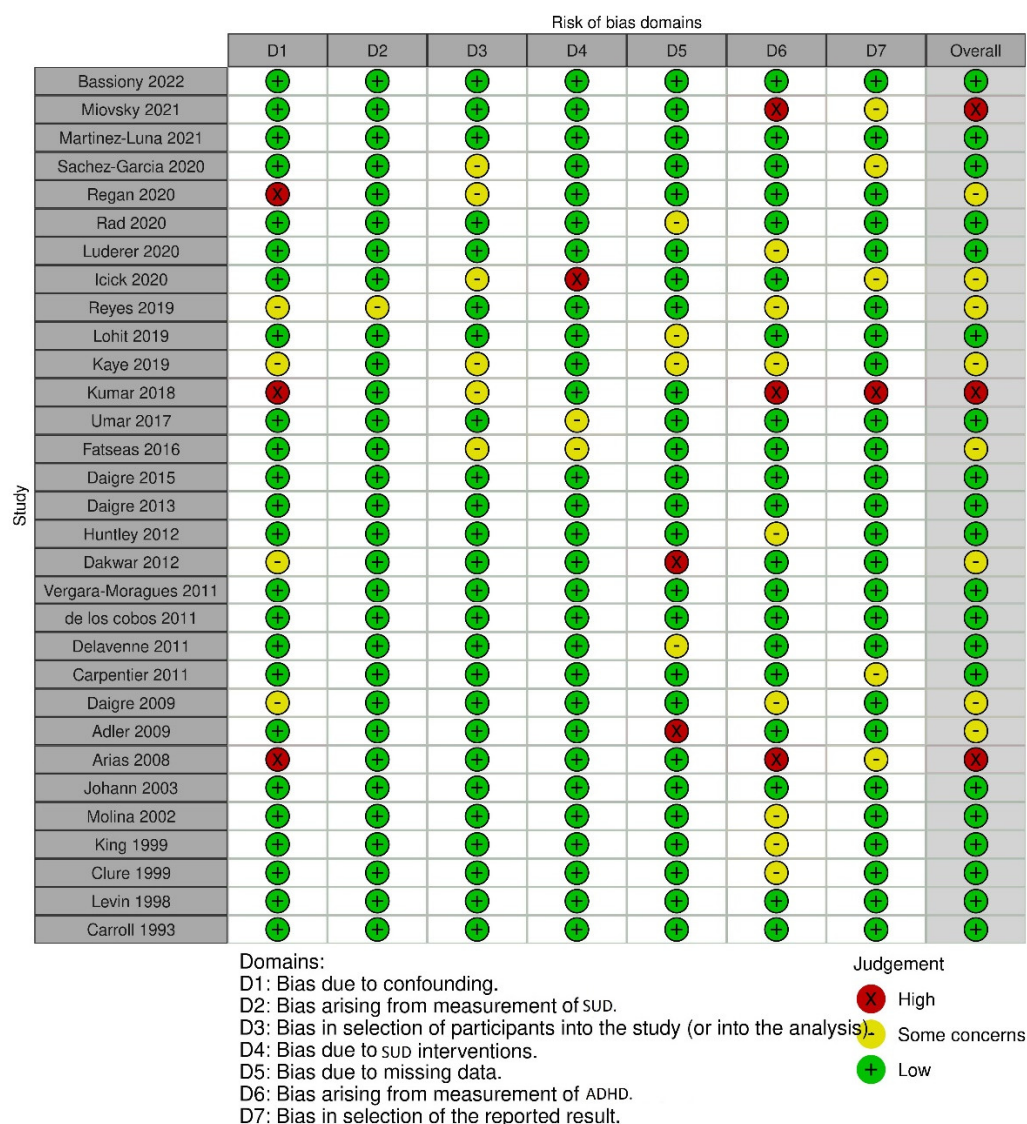 Risk of bias domains
D1 D2 D3 D4 D5 D6 D7 Overall
Study
Bassiony 2022 + + + + + + + +
Miovsky 2021 + + + + + X - X
Martinez-Luna 2021 + + + + + + + +
Sachez-Garcia 2020 + + - + + + - +
Regan 2020 X + - + + + + -
Rad 2020 + + + + - + + +
Luderer 2020 + + + + + - + +
Icick 2020 + + - X + + - -
Reyes 2019 - - + + + - + -
Lohit 2019 + + + + - + + +
Kaye 2019 - + - + - - + -
Kumar 2018 X + - + + X X X
Umar 2017 + + + - + + + +
Fatseas 2016 + + - - + + + -
Daigre 2015 + + + + + + + +
Daigre 2013 + + + + + + + +
Huntley 2012 + + + + + - + +
Dakwar 2012 - + + + X + + -
Vergara-Moragues 2011 + + + + + + + +
de los cobos 2011 + + + + + + + +
Delavenne 2011 + + + + - + + +
Carpentier 2011 + + + + + + - +
Daigre 2009 - + + + + - + -
Adler 2009 + + + + X + + -
Arias 2008 X + + + + X - X
Johann 2003 + + + + + + + +
Molina 2002 + + + + + - + +
King 1999 + + + + + - + +
Clure 1999 + + + + + - + +
Levin 1998 + + + + + + + +
Carroll 1993 + + + + + + + +
Domains:
D1: Bias due to confounding.
D2: Bias arising from measurement of SUD.
D3: Bias in selection of participants into the study (or into the analysis).
D4: Bias due to SUD interventions.
D5: Bias due to missing data.
D6: Bias arising from measurement of ADHD.
D7: Bias in selection of the reported result.
Judgement
X High
- Some concerns
+ Low